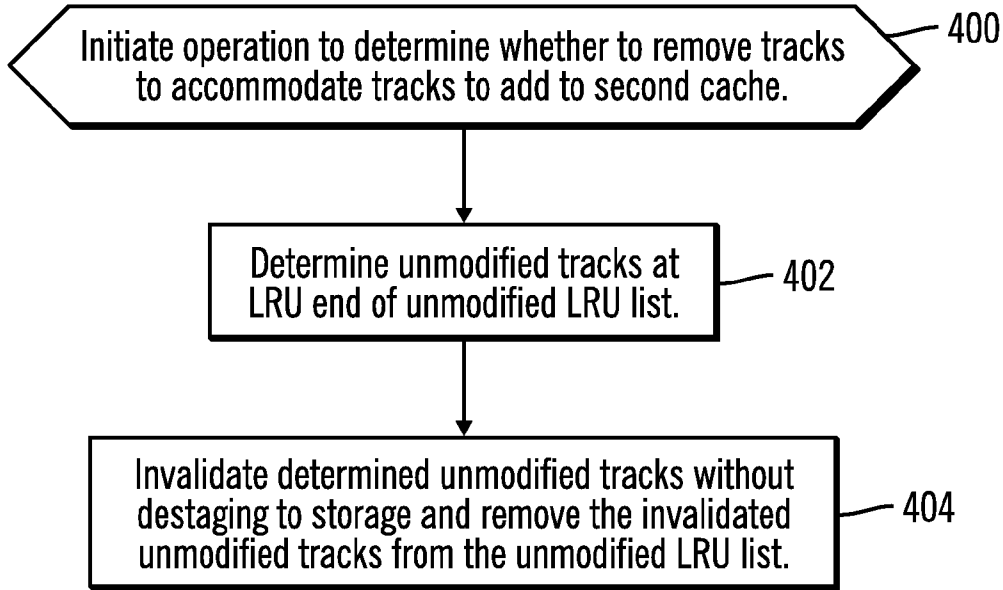 Initiate operation to determine whether to remove tracks
to accommodate tracks to add to second cache.
400
Determine unmodified tracks at
LRU end of unmodified LRU list.
402
Invalidate determined unmodified tracks without
destaging to storage and remove the invalidated
unmodified tracks from the unmodified LRU list.
404